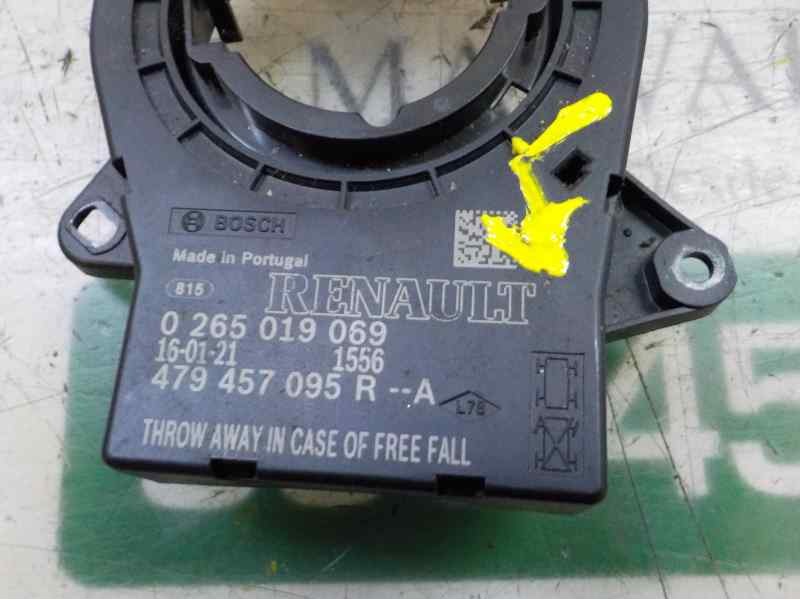 BOSCH
Made in Portugal
815
RENAULT
0 265 019 069
16-01-21 1556
479 457 095 R --A
L78
THROW AWAY IN CASE OF FREE FALL
45